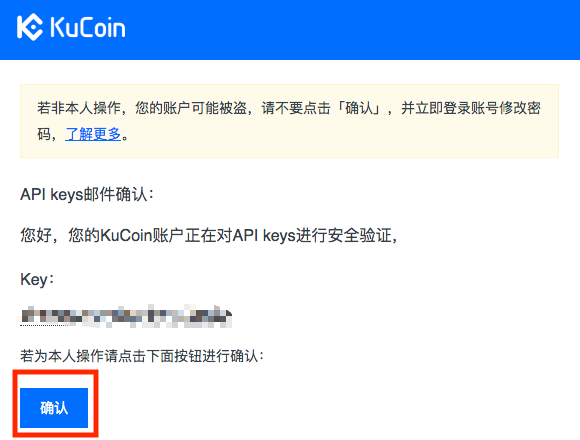 KuCoin
若非本人操作，您的账户可能被盗，请不要点击「确认」，并立即登录账号修改密
码，了解更多。
API keys邮件确认：
您好，您的KuCoin账户正在对API keys进行安全验证，
Key：
若为本人操作请点击下面按钮进行确认：
确认